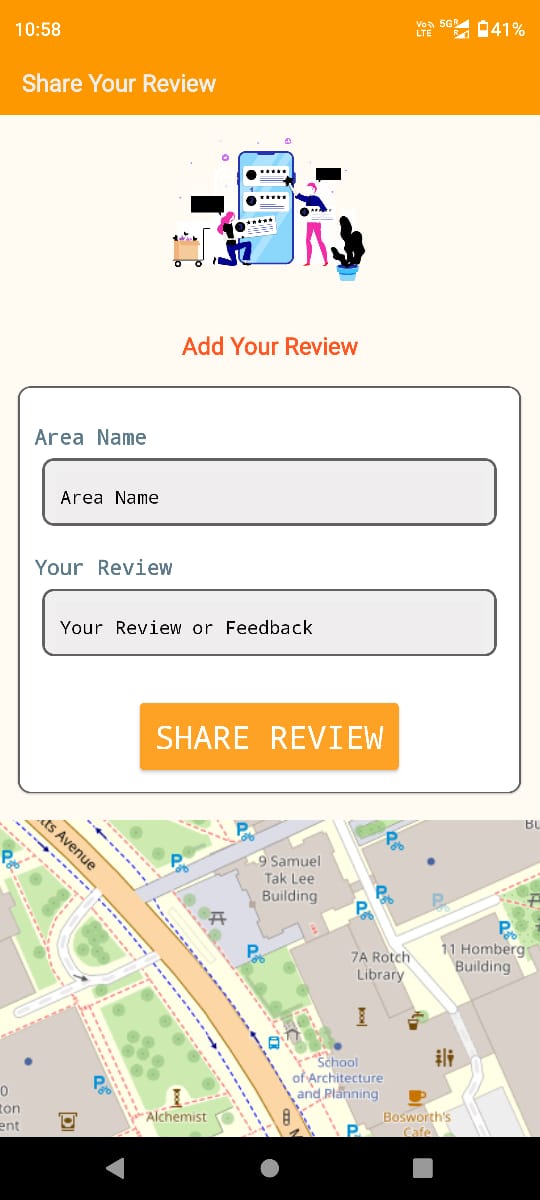 10:58
Vo))
LTE
5G
R
R
41%
Share Your Review
Add Your Review
Area Name
Area Name
Your Review
Your Review or Feedback
SHARE REVIEW
tts Avenue
Bu
9 Samuel
Tak Lee
Building
7A Rotch
Library
11 Homberg
Building
School
of Architecture
and Planning
Alchemist
Bosworth's
Cafe
0
ton
ent